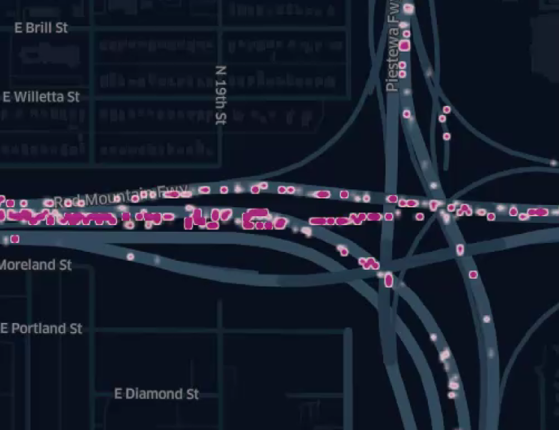 E Brill St
Piestewa Fwy
E Willetta St
N 19th St
Red Mountain Fwy
Moreland St
E Portland St
E Diamond St